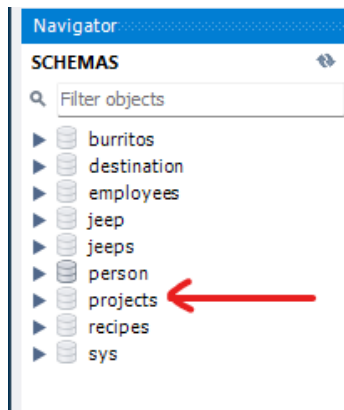 Navigator
SCHEMAS
Filter objects
burritos
destination
employees
jeep
jeeps
person
projects
recipes
sys